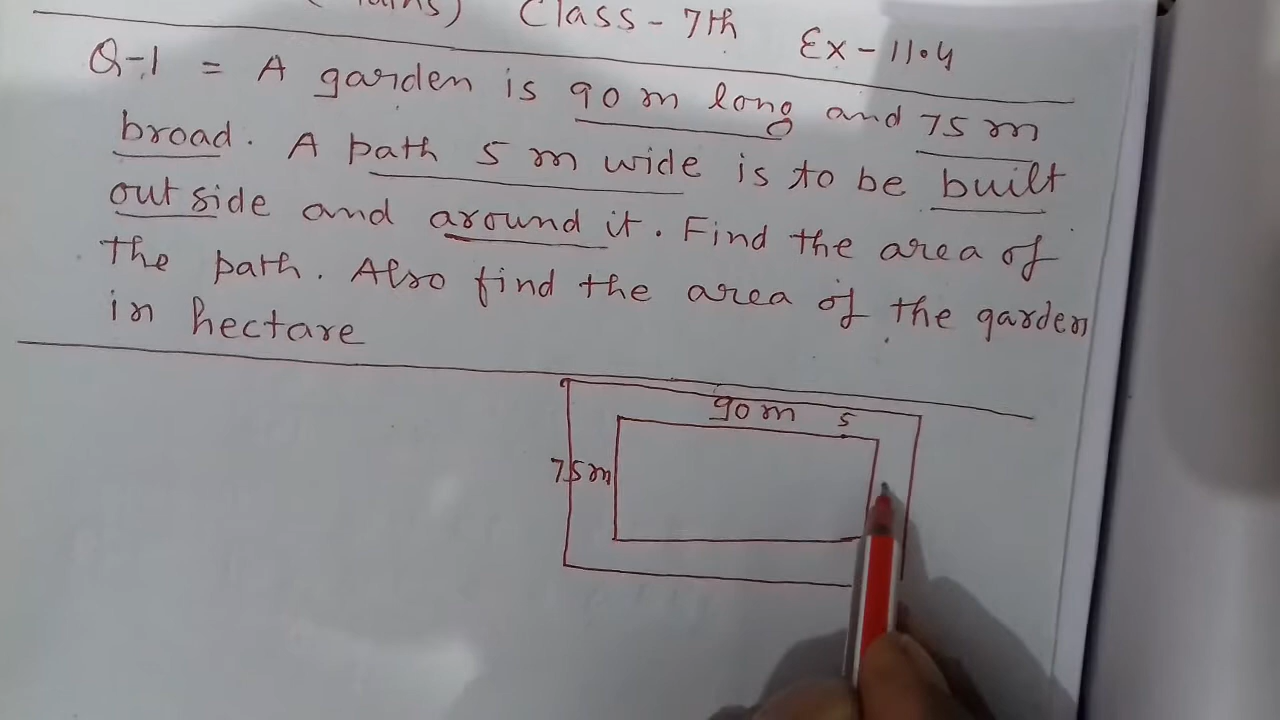 Class-7th Ex-11.4
Q-1 = A garden is 90 m long and 75 m
broad. A path 5 m wide is to be built
outside and around it. Find the area of
the path. Also find the area of the garden
in hectare
90 m 5
75 m